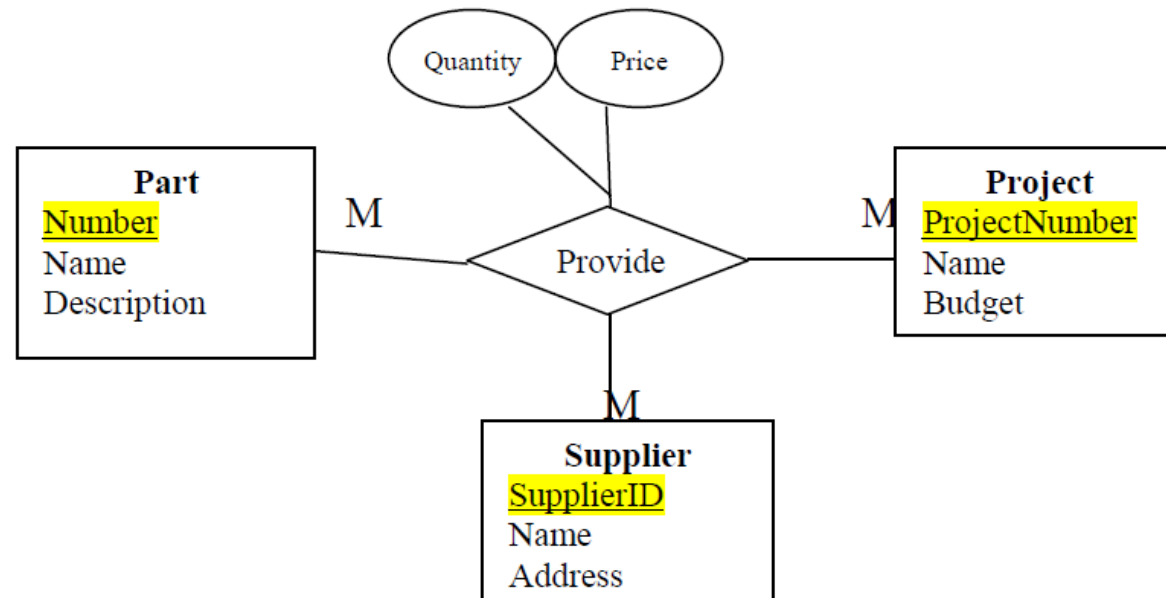 Quantity
Price
Part
Number
Name
Description
M
Provide
M
Project
ProjectNumber
Name
Budget
M
Supplier
SupplierID
Name
Address